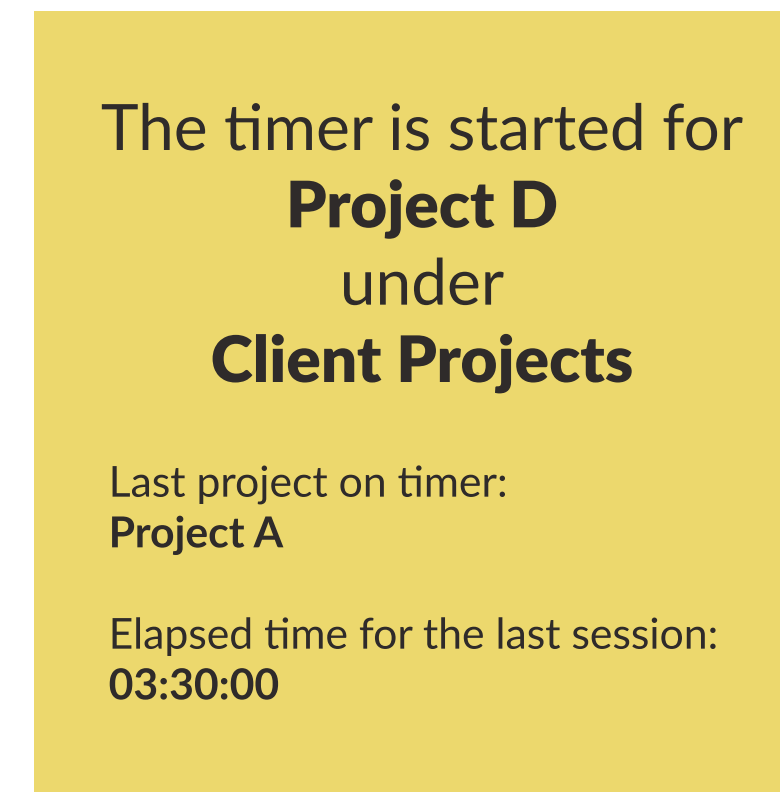 The timer is started for
Project D
under
Client Projects
Last project on timer:
Project A
Elapsed time for the last session:
03:30:00